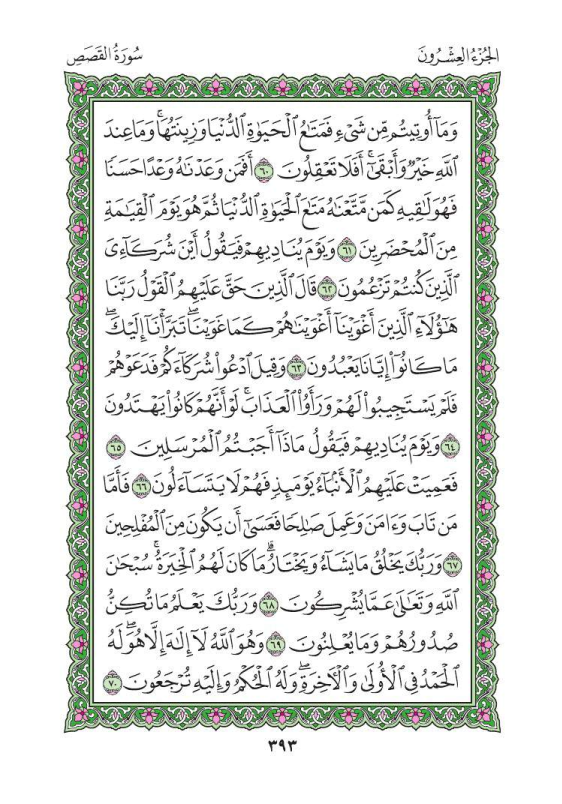 الجُزْءُ العِشْرُونَ
سُورَةُ القَصَصِ
وَمَآ أُوتِيتُم مِّن شَىْءٍ فَمَتَٰعُ ٱلْحَيَوٰةِ ٱلدُّنْيَا وَزِينَتُهَا ۚ وَمَا عِندَ
ٱللَّهِ خَيْرٌ وَأَبْقَىٰٓ ۚ أَفَلَا تَعْقِلُونَ ٦٠ أَفَمَن وَعَدْنَٰهُ وَعْدًا حَسَنًا
فَهُوَ لَٰقِيهِ كَمَن مَّتَّعْنَٰهُ مَتَٰعَ ٱلْحَيَوٰةِ ٱلدُّنْيَا ثُمَّ هُوَ يَوْمَ ٱلْقِيَٰمَةِ
مِنَ ٱلْمُحْضَرِينَ ٦١ وَيَوْمَ يُنَادِيهِمْ فَيَقُولُ أَيْنَ شُرَكَآءِىَ
ٱلَّذِينَ كُنتُمْ تَزْعُمُونَ ٦٢ قَالَ ٱلَّذِينَ حَقَّ عَلَيْهِمُ ٱلْقَوْلُ رَبَّنَا
هَٰٓؤُلَآءِ ٱلَّذِينَ أَغْوَيْنَآ أَغْوَيْنَٰهُمْ كَمَا غَوَيْنَا ۖ تَبَرَّأْنَآ إِلَيْكَ ۖ
مَا كَانُوٓا۟ إِيَّانَا يَعْبُدُونَ ٦٣ وَقِيلَ ٱدْعُوا۟ شُرَكَآءَكُمْ فَدَعَوْهُمْ
فَلَمْ يَسْتَجِيبُوا۟ لَهُمْ وَرَأَوُا۟ ٱلْعَذَابَ ۚ لَوْ أَنَّهُمْ كَانُوا۟ يَهْتَدُونَ
٦٤ وَيَوْمَ يُنَادِيهِمْ فَيَقُولُ مَاذَآ أَجَبْتُمُ ٱلْمُرْسَلِينَ ٦٥
فَعَمِيَتْ عَلَيْهِمُ ٱلْأَنۢبَآءُ يَوْمَئِذٍ فَهُمْ لَا يَتَسَآءَلُونَ ٦٦ فَأَمَّا
مَن تَابَ وَءَامَنَ وَعَمِلَ صَٰلِحًا فَعَسَىٰٓ أَن يَكُونَ مِنَ ٱلْمُفْلِحِينَ
٦٧ وَرَبُّكَ يَخْلُقُ مَا يَشَآءُ وَيَخْتَارُ ۗ مَا كَانَ لَهُمُ ٱلْخِيَرَةُ ۚ سُبْحَٰنَ
ٱللَّهِ وَتَعَٰلَىٰ عَمَّا يُشْرِكُونَ ٦٨ وَرَبُّكَ يَعْلَمُ مَا تُكِنُّ
صُدُورُهُمْ وَمَا يُعْلِنُونَ ٦٩ وَهُوَ ٱللَّهُ لَآ إِلَٰهَ إِلَّا هُوَ ۖ لَهُ
ٱلْحَمْدُ فِى ٱلْأُولَىٰ وَٱلْءَاخِرَةِ ۖ وَلَهُ ٱلْحُكْمُ وَإِلَيْهِ تُرْجَعُونَ ٧٠
٣٩٣